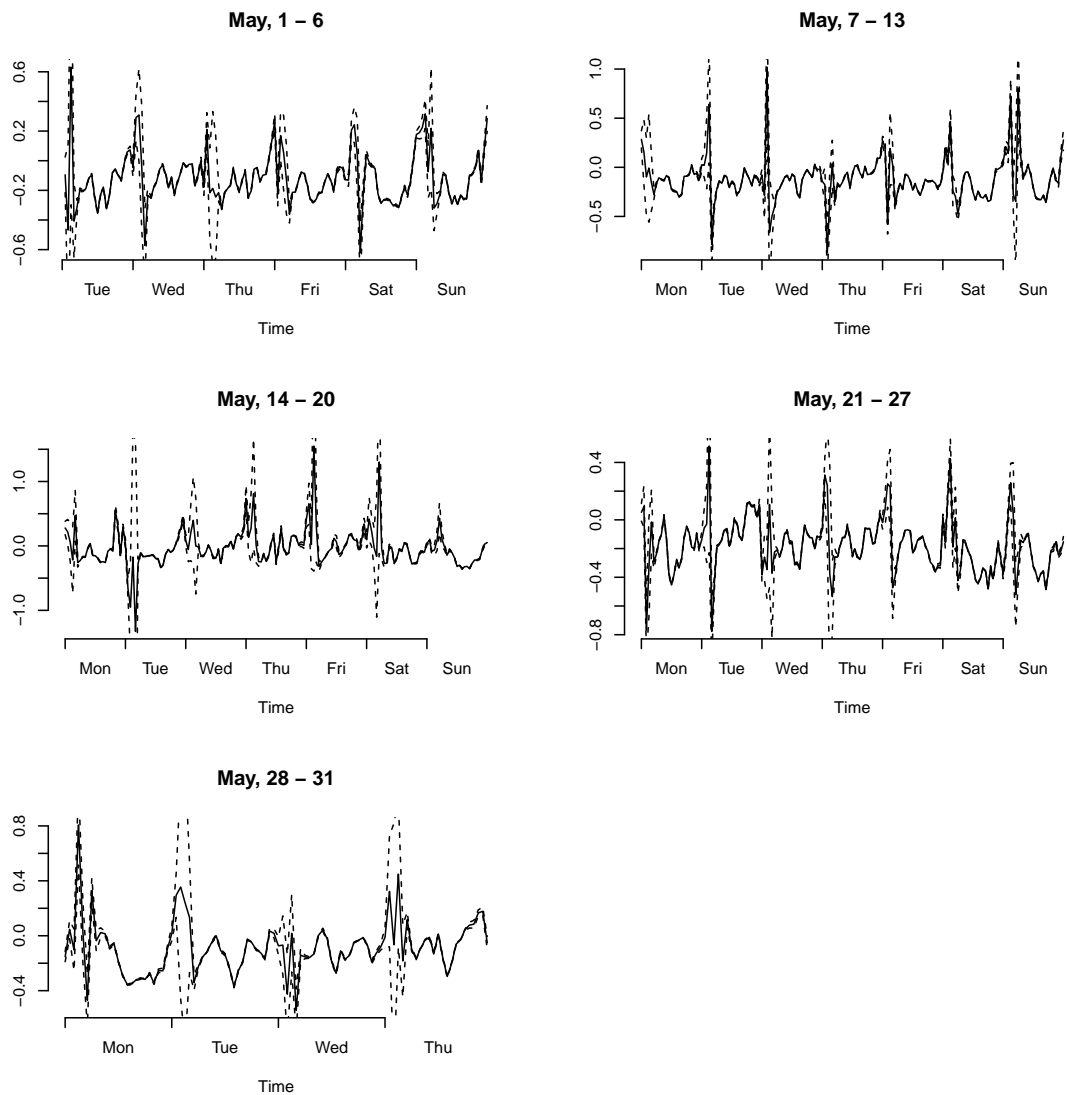 May, 1 – 6
0.6
0.2
−0.2
−0.6
Tue Wed Thu Fri Sat Sun
Time
May, 7 – 13
1.0
0.5
0.0
−0.5
Mon Tue Wed Thu Fri Sat Sun
Time
May, 14 – 20
1.0
0.0
−1.0
Mon Tue Wed Thu Fri Sat Sun
Time
May, 21 – 27
0.4
0.0
−0.4
−0.8
Mon Tue Wed Thu Fri Sat Sun
Time
May, 28 – 31
0.8
0.4
0.0
−0.4
Mon Tue Wed Thu
Time